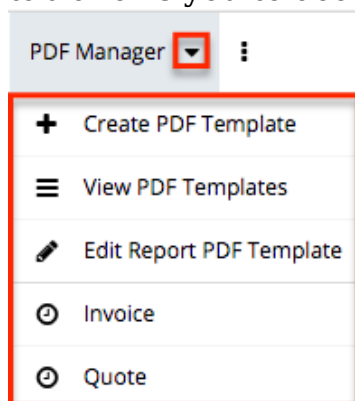 PDF Manager
Create PDF Template
View PDF Templates
Edit Report PDF Template
Invoice
Quote